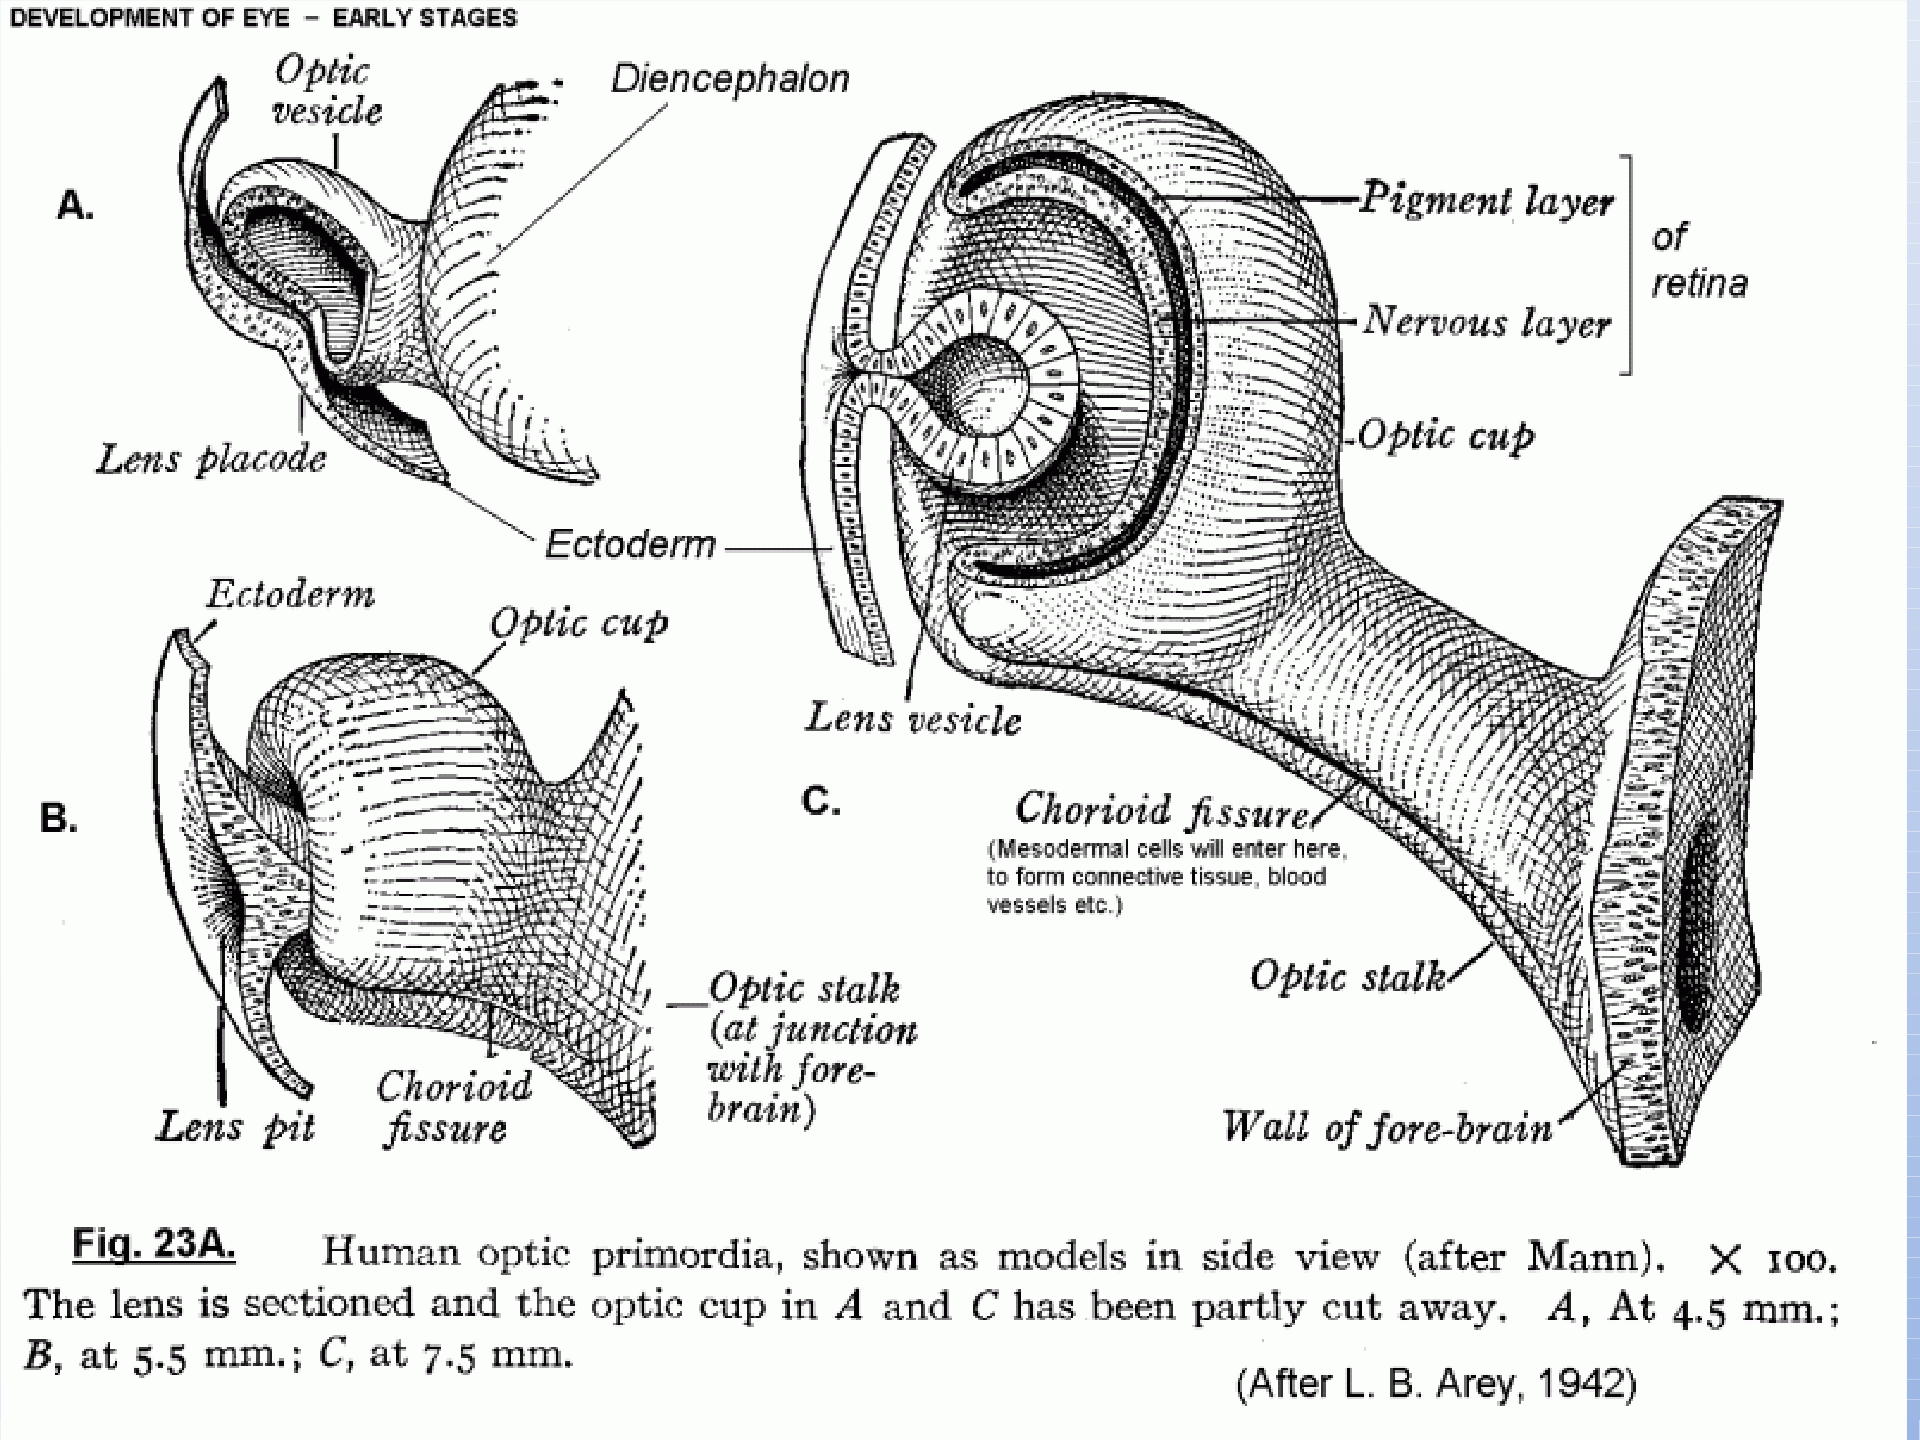 DEVELOPMENT OF EYE – EARLY STAGES
Optic
vesicle
Diencephalon
A.
Pigment layer
of
retina
Nervous layer
Optic cup
Lens placode
Ectoderm
Ectoderm
Optic cup
Lens vesicle
B.
C.
Chorioid fissure
(Mesodermal cells will enter here,
to form connective tissue, blood
vessels etc.)
Optic stalk
Optic stalk
(at junction
with fore-
brain)
Chorioid
fissure
Lens pit
Wall of fore-brain
Fig. 23A. Human optic primordia, shown as models in side view (after Mann). × 100.
The lens is sectioned and the optic cup in A and C has been partly cut away. A, At 4.5 mm.;
B, at 5.5 mm.; C, at 7.5 mm.
(After L. B. Arey, 1942)